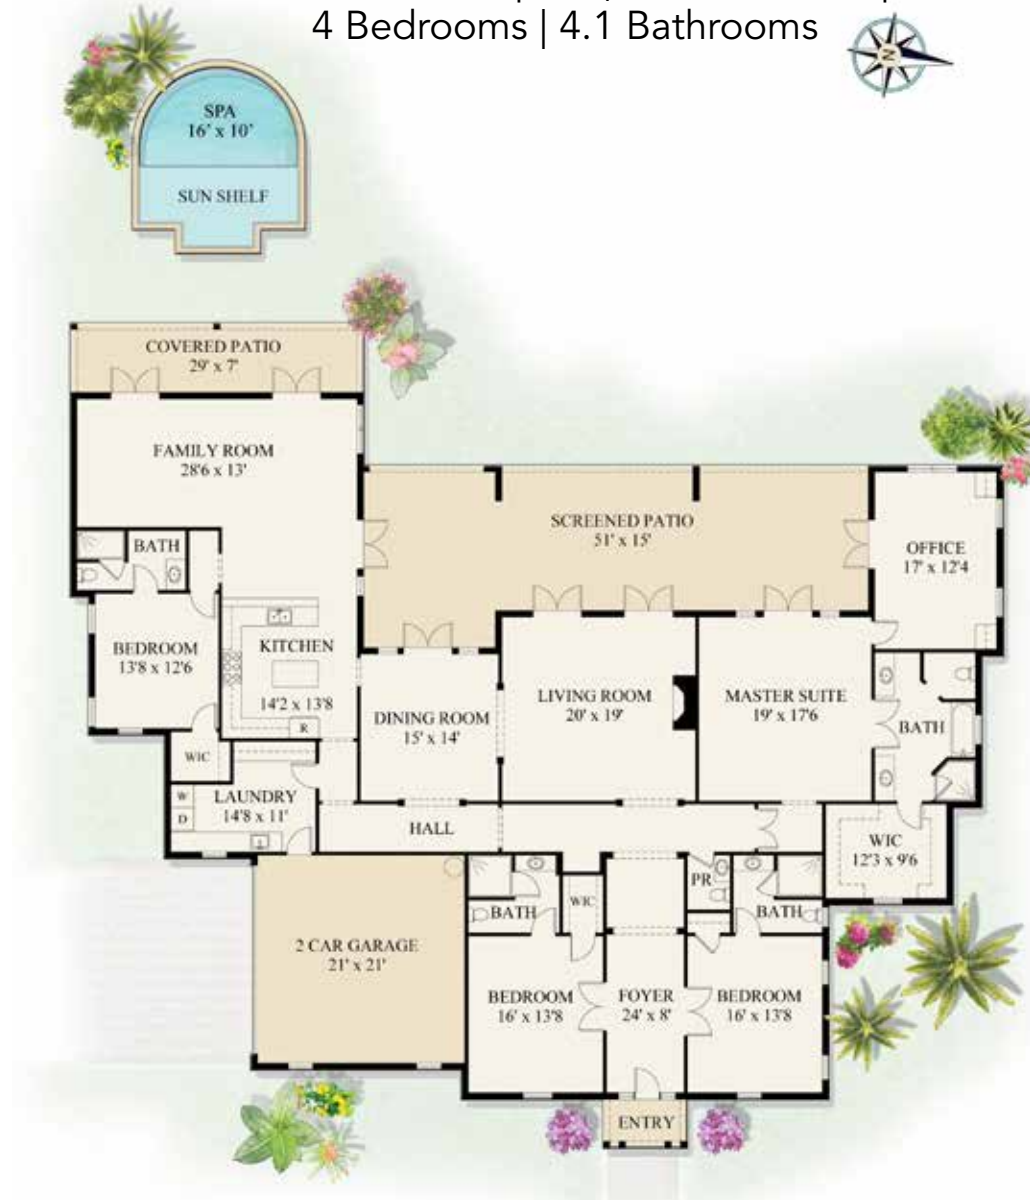 4 Bedrooms | 4.1 Bathrooms
N
SPA
16' x 10'
SUN SHELF
COVERED PATIO
29' x 7'
FAMILY ROOM
28'6 x 13'
SCREENED PATIO
51' x 15'
OFFICE
17' x 12'4
BATH
BEDROOM
13'8 x 12'6
KITCHEN
14'2 x 13'8
R
DINING ROOM
15' x 14'
LIVING ROOM
20' x 19'
MASTER SUITE
19' x 17'6
BATH
WIC
LAUNDRY
14'8 x 11'
W
D
HALL
WIC
12'3 x 9'6
PR
BATH
WIC
BATH
2 CAR GARAGE
21' x 21'
BEDROOM
16' x 13'8
FOYER
24' x 8'
BEDROOM
16' x 13'8
ENTRY